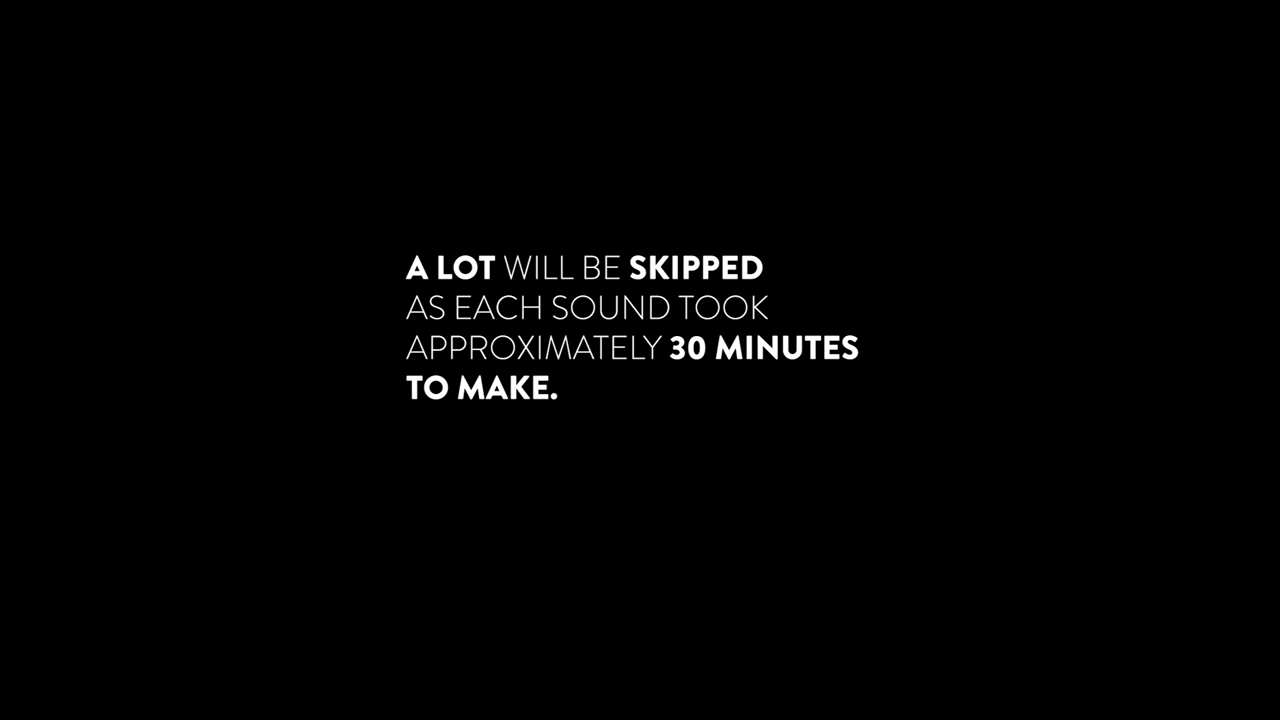 A LOT WILL BE SKIPPED
AS EACH SOUND TOOK
APPROXIMATELY 30 MINUTES
TO MAKE.